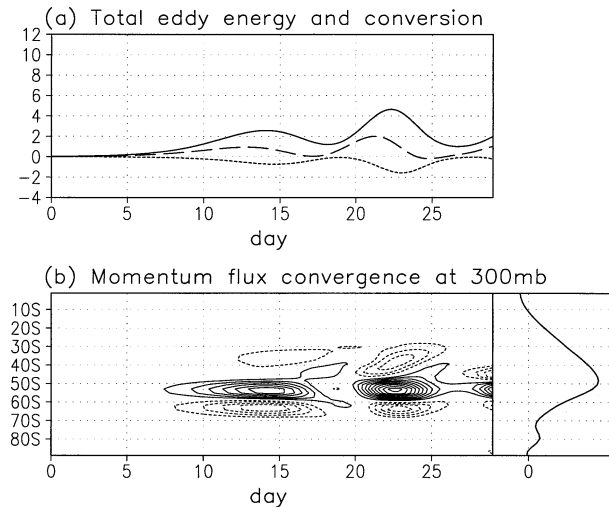 (a) Total eddy energy and conversion
12
10
8
6
4
2
0
-2
-4
0 5 10 15 20 25
day
(b) Momentum flux convergence at 300mb
10S
20S
30S
40S
50S
60S
70S
80S
0 5 10 15 20 25 0
day